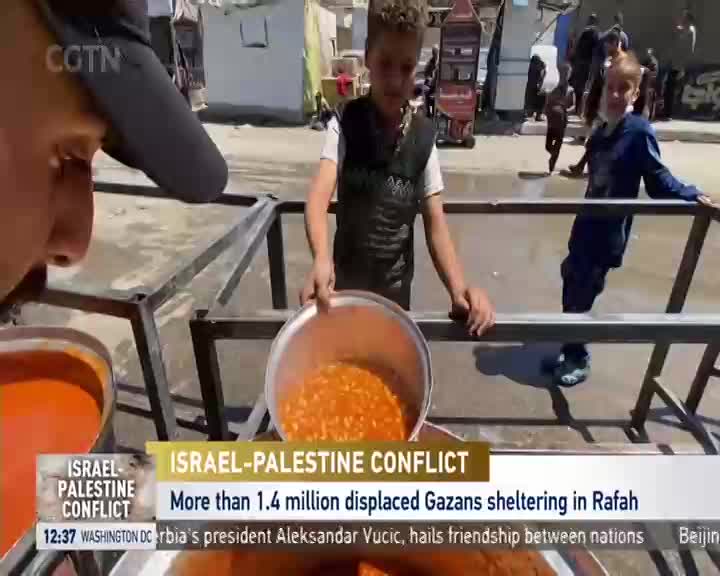 CGTN
ISRAEL-PALESTINE CONFLICT
ISRAEL-
PALESTINE
CONFLICT
More than 1.4 million displaced Gazans sheltering in Rafah
12:37 WASHINGTON DC
erbia's president Aleksandar Vucic, hails friendship between nations Beijin